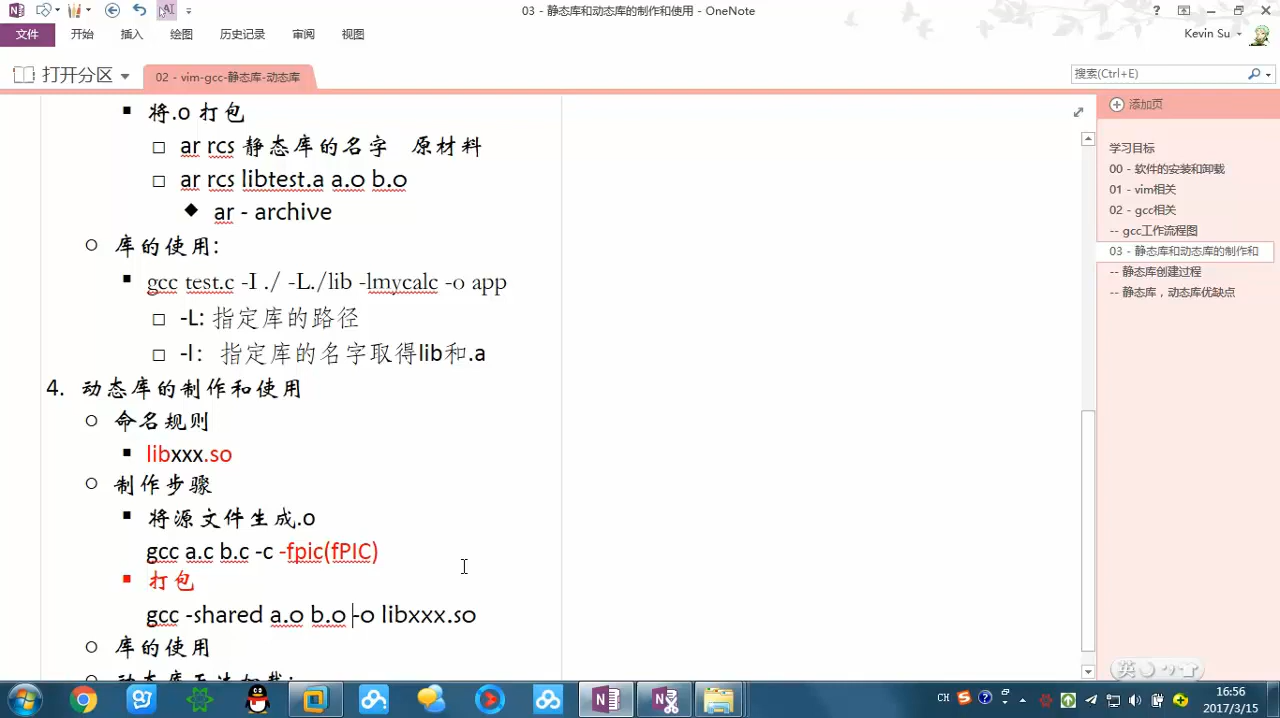 03 - 静态库和动态库的制作和使用 - OneNote
文件 开始 插入 绘图 历史记录 审阅 视图
Kevin Su
打开分区
02 - vim-gcc-静态库-动态库
搜索(Ctrl+E)
将.o 打包
ar rcs 静态库的名字 原材料
ar rcs libtest.a a.o b.o
ar - archive
库的使用:
gcc test.c -I ./ -L./lib -lmycalc -o app
-L: 指定库的路径
-l: 指定库的名字取得lib和.a
4. 动态库的制作和使用
命名规则
libxxx.so
制作步骤
将源文件生成.o
gcc a.c b.c -c -fpic(fPIC)
打包
gcc -shared a.o b.o -o libxxx.so
库的使用
添加页
学习目标
00 - 软件的安装和卸载
01 - vim相关
02 - gcc相关
-- gcc工作流程图
03 - 静态库和动态库的制作和
-- 静态库创建过程
-- 静态库，动态库优缺点
英
CH
16:56
2017/3/15